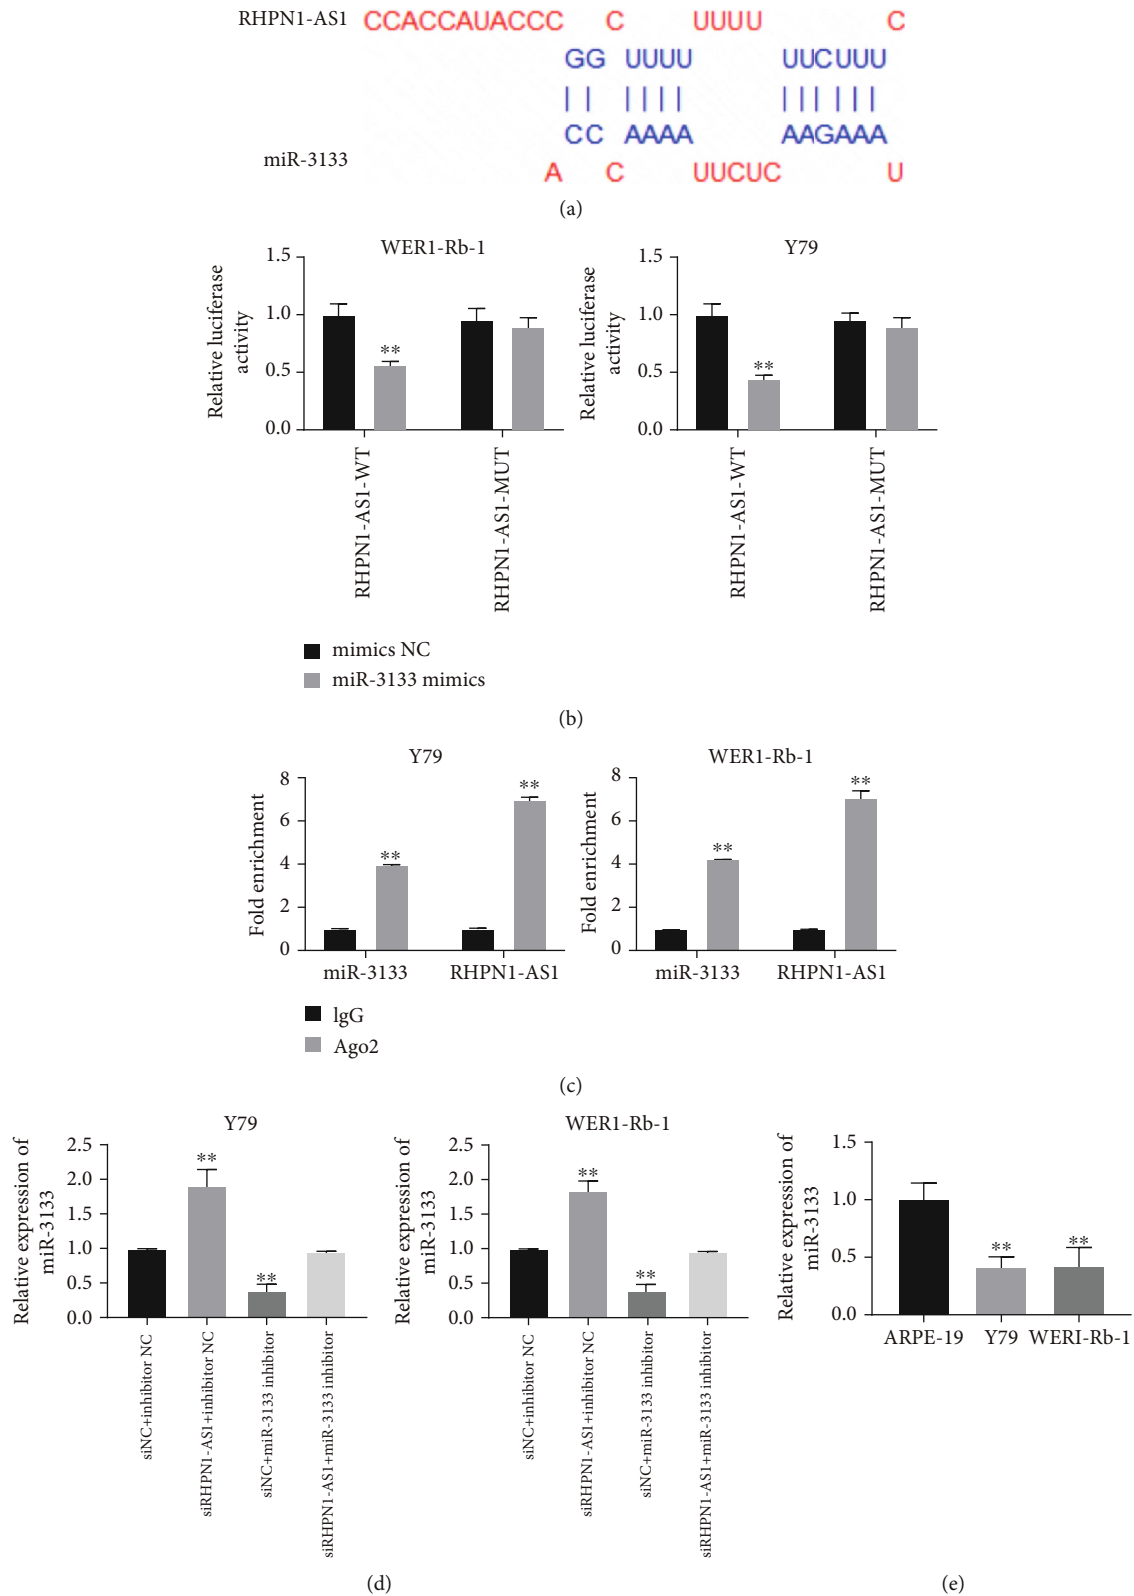 RHPN1-AS1 CCACCAUACCC C UUUU C
GG UUUU UUCUUU
CC AAAA AAGAAA
miR-3133
A C UUCUC U
(a)
WER1-Rb-1
Relative luciferase
activity
1.5
1.0
0.5
0.0
**
RHPN1-AS1-WT
RHPN1-AS1-MUT
Y79
Relative luciferase
activity
1.5
1.0
0.5
0.0
**
RHPN1-AS1-WT
RHPN1-AS1-MUT
mimics NC
miR-3133 mimics
(b)
Y79
Fold enrichment
8
6
4
2
0
**
**
miR-3133 RHPN1-AS1
WER1-Rb-1
Fold enrichment
8
6
4
2
0
**
**
miR-3133 RHPN1-AS1
lgG
Ago2
(c)
Y79
Relative expression of
miR-3133
2.5
2.0
1.5
1.0
0.5
0.0
**
**
siNC+inhibitor NC
siRHPN1-AS1+inhibitor NC
siNC+miR-3133 inhibitor
siRHPN1-AS1+miR-3133 inhibitor
WER1-Rb-1
Relative expression of
miR-3133
2.5
2.0
1.5
1.0
0.5
0.0
**
**
siNC+inhibitor NC
siRHPN1-AS1+inhibitor NC
siNC+miR-3133 inhibitor
siRHPN1-AS1+miR-3133 inhibitor
(d)
Relative expression of
miR-3133
1.5
1.0
0.5
0.0
**
**
ARPE-19 Y79 WERI-Rb-1
(e)